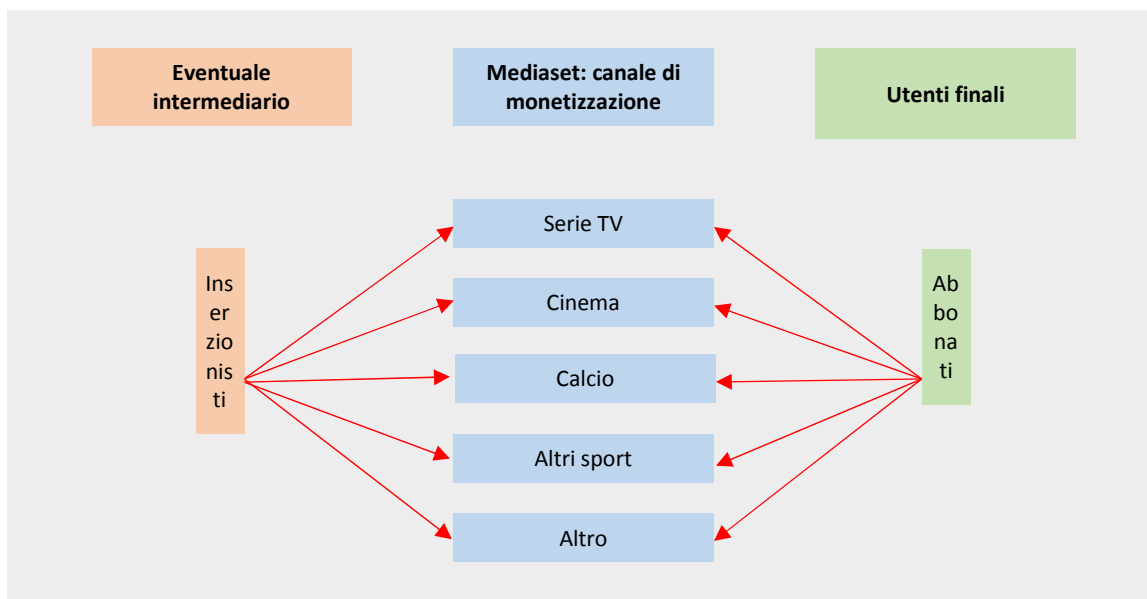 Eventuale
intermediario
Mediaset: canale di
monetizzazione
Utenti finali
Serie TV
Cinema
Calcio
Altri sport
Altro
Ins
er
zio
nis
ti
Ab
bo
na
ti